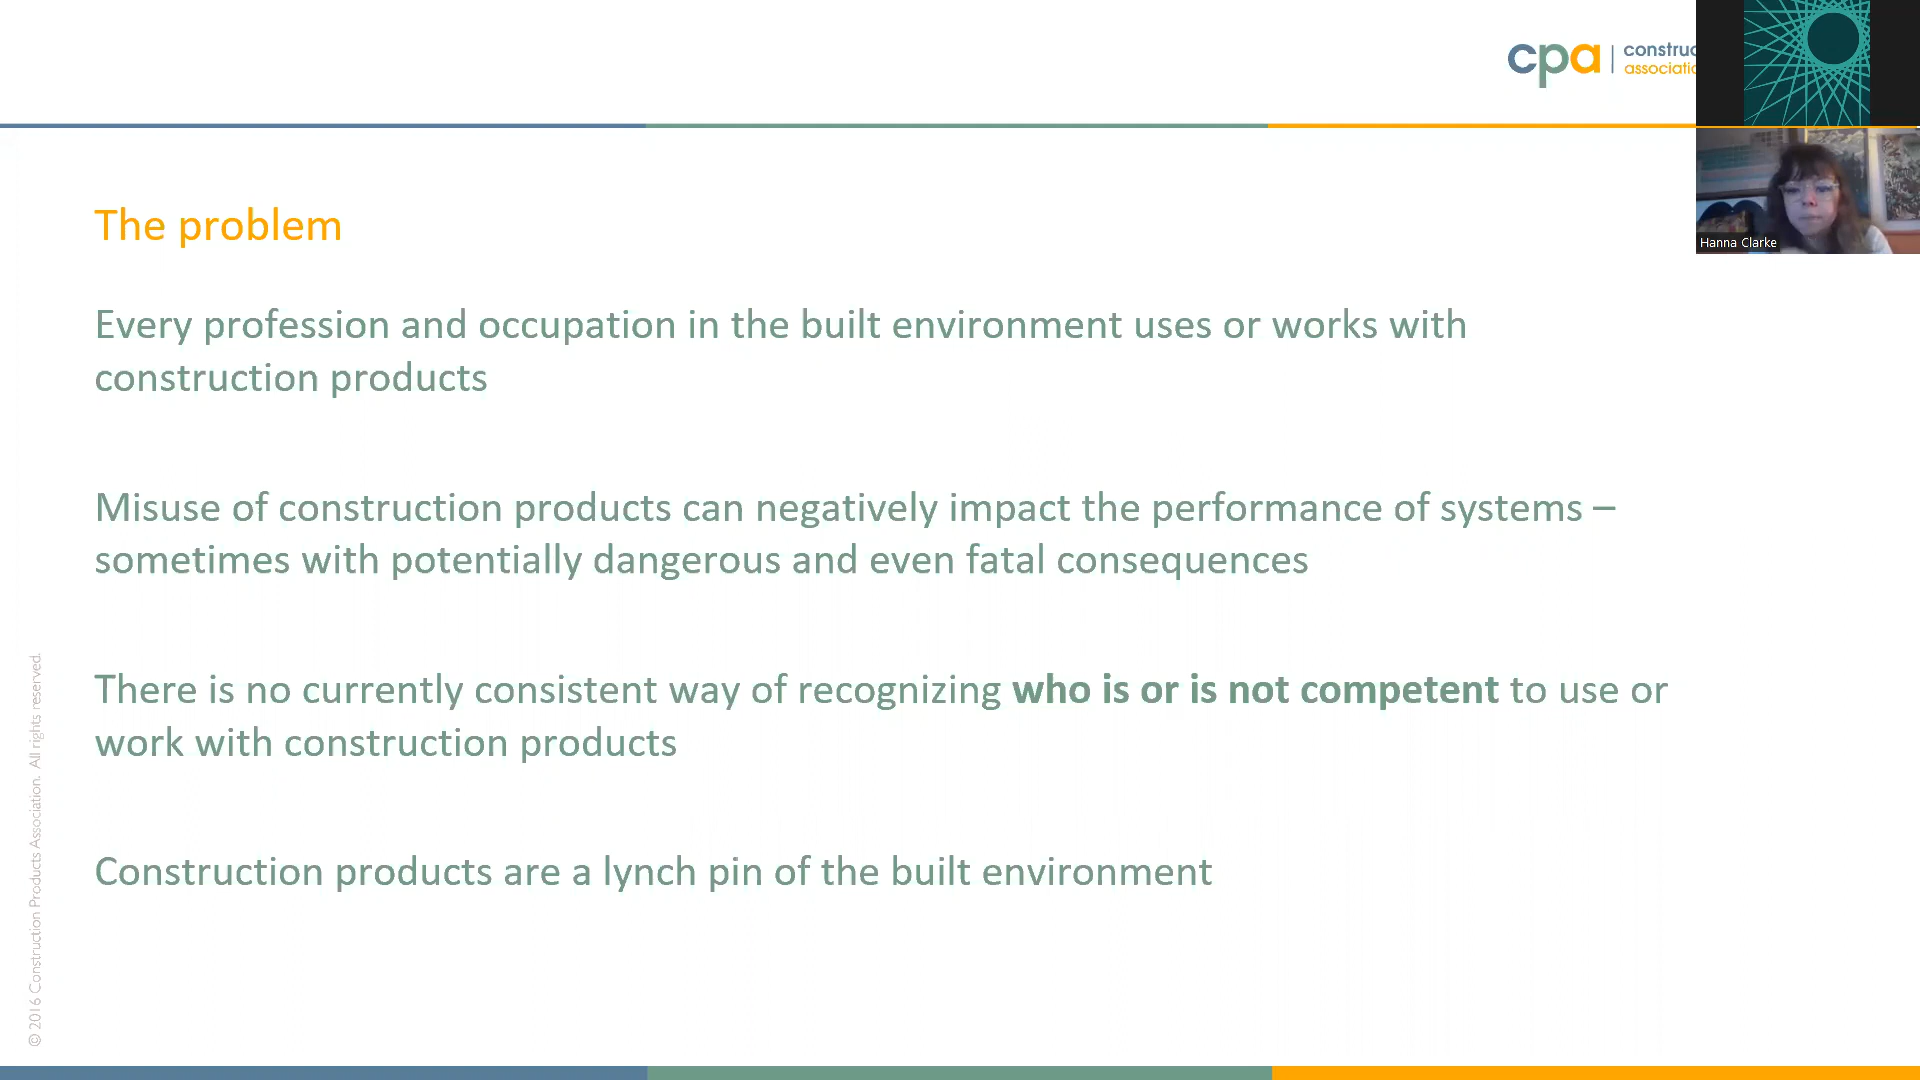 cpa
The problem
Every profession and occupation in the built environment uses or works with
construction products
Misuse of construction products can negatively impact the performance of systems –
sometimes with potentially dangerous and even fatal consequences
There is no currently consistent way of recognizing who is or is not competent to use or
work with construction products
Construction products are a lynch pin of the built environment
© 2016 Construction Products Association. All rights reserved.
Hanna Clarke